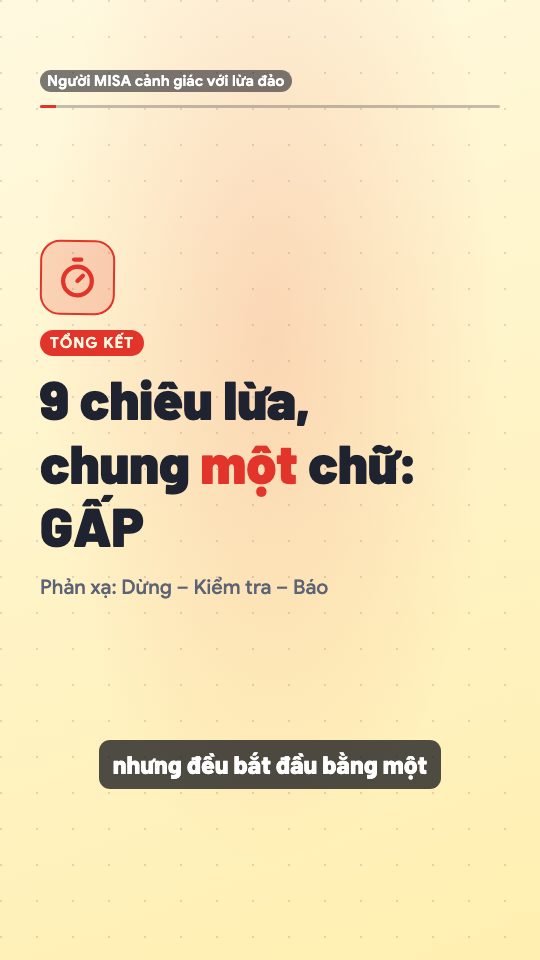 Người MISA cảnh giác với lừa đảo
TỔNG KẾT
9 chiêu lừa,
chung một chữ:
GẤP
Phản xạ: Dừng – Kiểm tra – Báo
nhưng đều bắt đầu bằng một